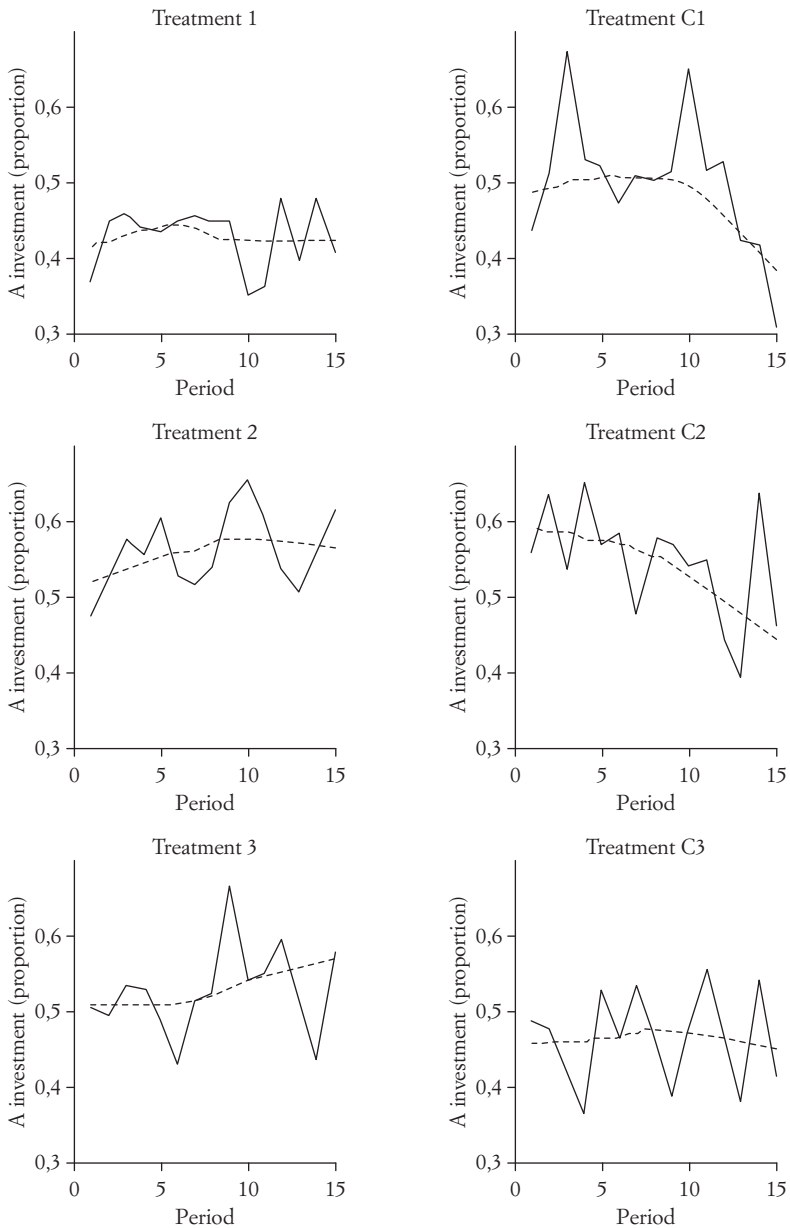 Treatment 1
A investment (proportion)
0,6
0,5
0,4
0,3
0 5 10 15
Period
Treatment C1
A investment (proportion)
0,6
0,5
0,4
0,3
0 5 10 15
Period
Treatment 2
A investment (proportion)
0,6
0,5
0,4
0,3
0 5 10 15
Period
Treatment C2
A investment (proportion)
0,6
0,5
0,4
0,3
0 5 10 15
Period
Treatment 3
A investment (proportion)
0,6
0,5
0,4
0,3
0 5 10 15
Period
Treatment C3
A investment (proportion)
0,6
0,5
0,4
0,3
0 5 10 15
Period